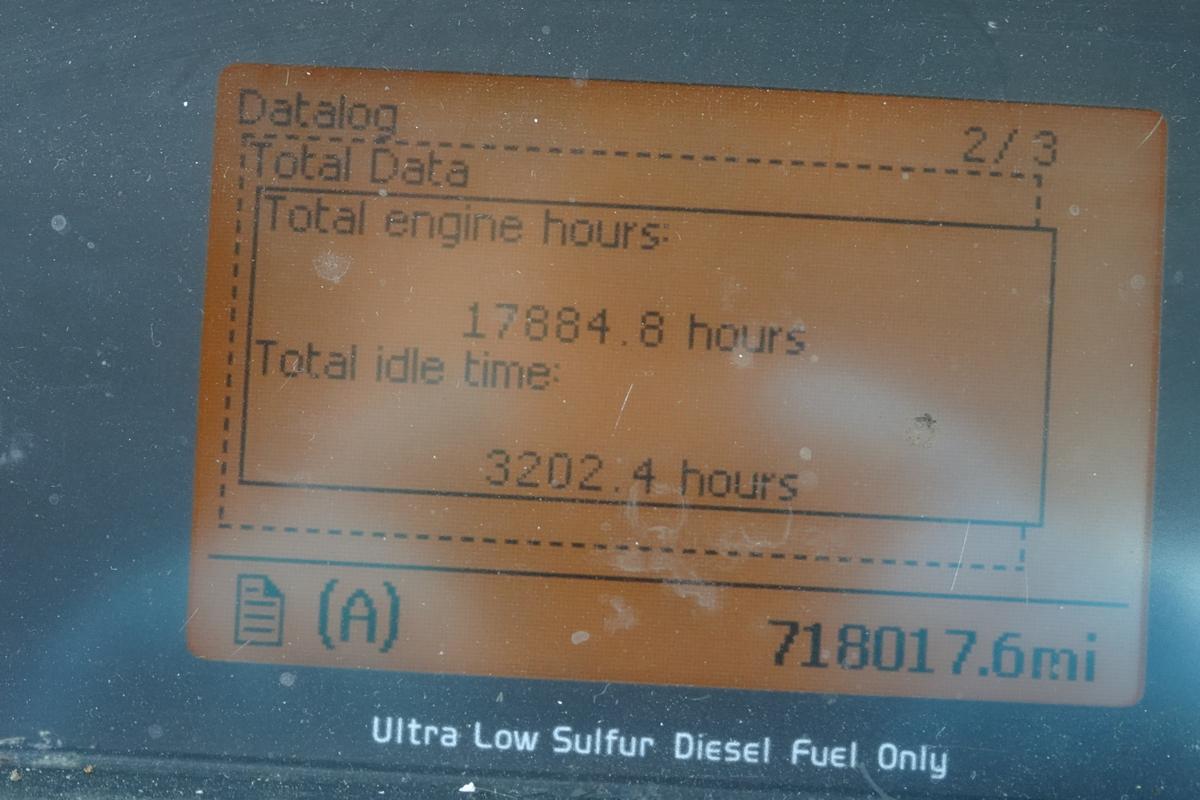 Datalog
2/3
Total Data
Total engine hours:
17884.8 hours
Total idle time:
3202.4 hours
(A)
718017.6mi
Ultra Low Sulfur Diesel Fuel Only